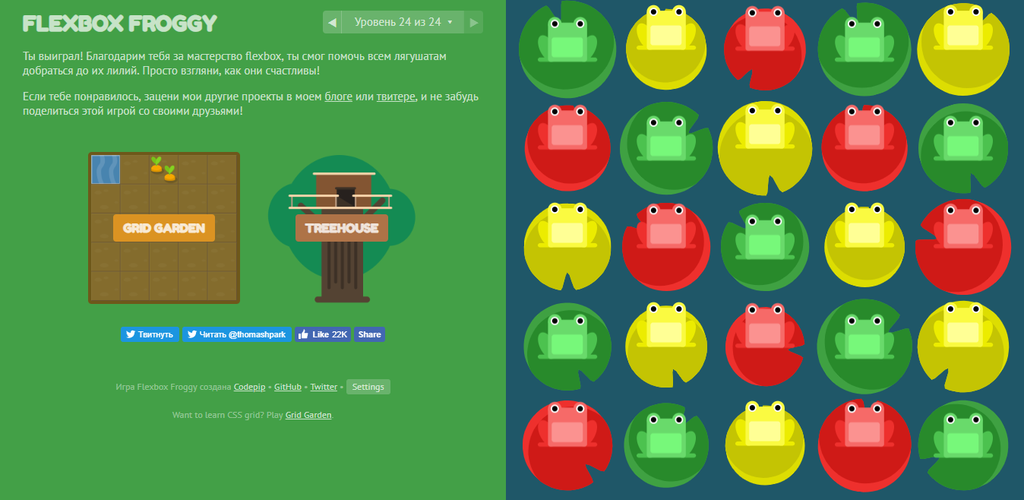 FLEXBOX FROGGY
Уровень 24 из 24
Ты выиграл! Благодарим тебя за мастерство flexbox, ты смог помочь всем лягушатам
добраться до их лилий. Просто взгляни, как они счастливы!
Если тебе понравилось, зацени мои другие проекты в моем блоге или твитере, и не забудь
поделиться этой игрой со своими друзьями!
GRID GARDEN
TREEHOUSE
Твитнуть
Читать @thomashpark
Like 22K
Share
Игра Flexbox Froggy создана Codepip • GitHub • Twitter • Settings
Want to learn CSS grid? Play Grid Garden.